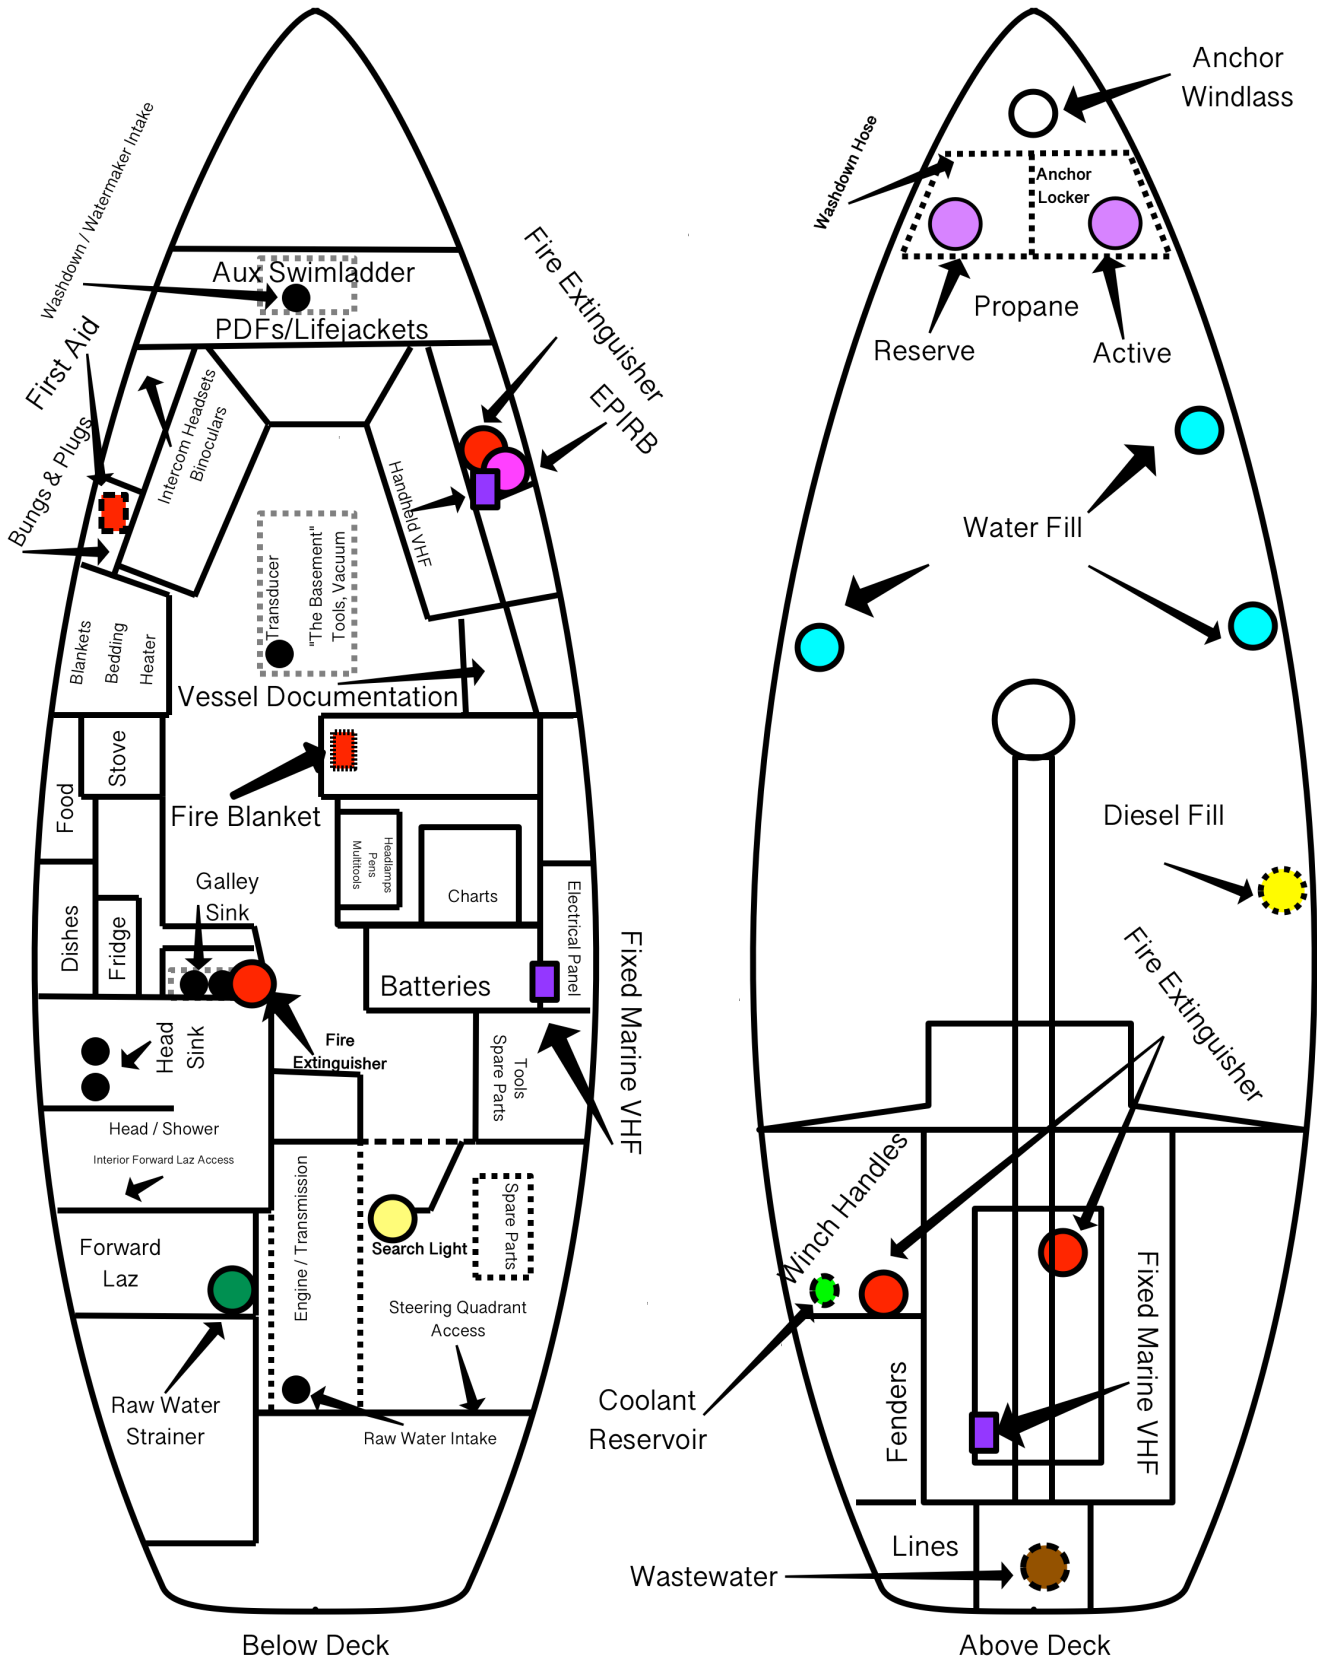 Washdown / Watermaker Intake
Aux Swimladder
PDFs/Lifejackets
Fire Extinguisher
EPIRB
First Aid
Bungs & Plugs
Intercom Headsets
Binoculars
Handheld VHF
Transducer
"The Basement"
Tools, Vacuum
Blankets
Bedding
Heater
Vessel Documentation
Stove
Food
Fire Blanket
Headlamps
Pens
Multitools
Charts
Galley
Sink
Dishes
Fridge
Electrical Panel
Batteries
Fixed Marine VHF
Head
Sink
Fire
Extinguisher
Tools
Spare Parts
Head / Shower
Interior Forward Laz Access
Engine / Transmission
Search Light
Spare Parts
Forward
Laz
Steering Quadrant
Access
Raw Water
Strainer
Raw Water Intake
Below Deck
Anchor
Windlass
Washdown Hose
Anchor
Locker
Propane
Reserve
Active
Water Fill
Diesel Fill
Fire Extinguisher
Winch Handles
Fixed Marine VHF
Coolant
Reservoir
Fenders
Lines
Wastewater
Above Deck